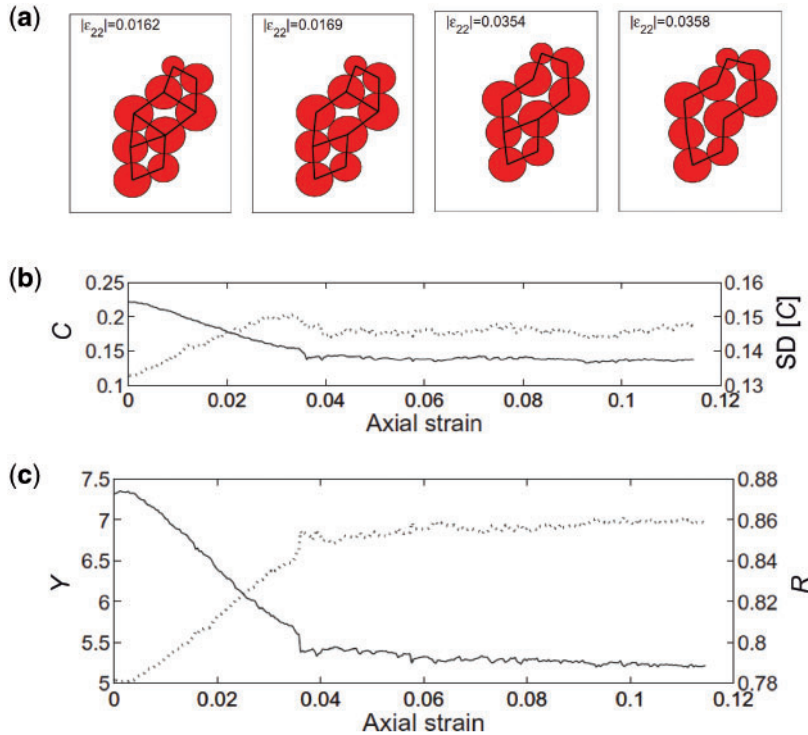 (a)
|ε22|=0.0162
|ε22|=0.0169
|ε22|=0.0354
|ε22|=0.0358
(b)
0.25
0.2
0.15
0.1
C
0.16
0.15
0.14
0.13
SD [C]
0 0.02 0.04 0.06 0.08 0.1 0.12
Axial strain
(c)
7.5
7
6.5
6
5.5
5
Y
0.88
0.86
0.84
0.82
0.8
0.78
R
0 0.02 0.04 0.06 0.08 0.1 0.12
Axial strain